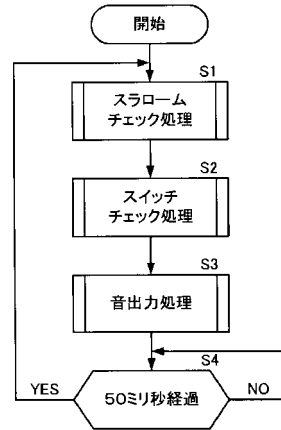 開始
S1
スラローム
チェック処理
S2
スイッチ
チェック処理
S3
音出力処理
S4
YES
50ミリ秒経過
NO